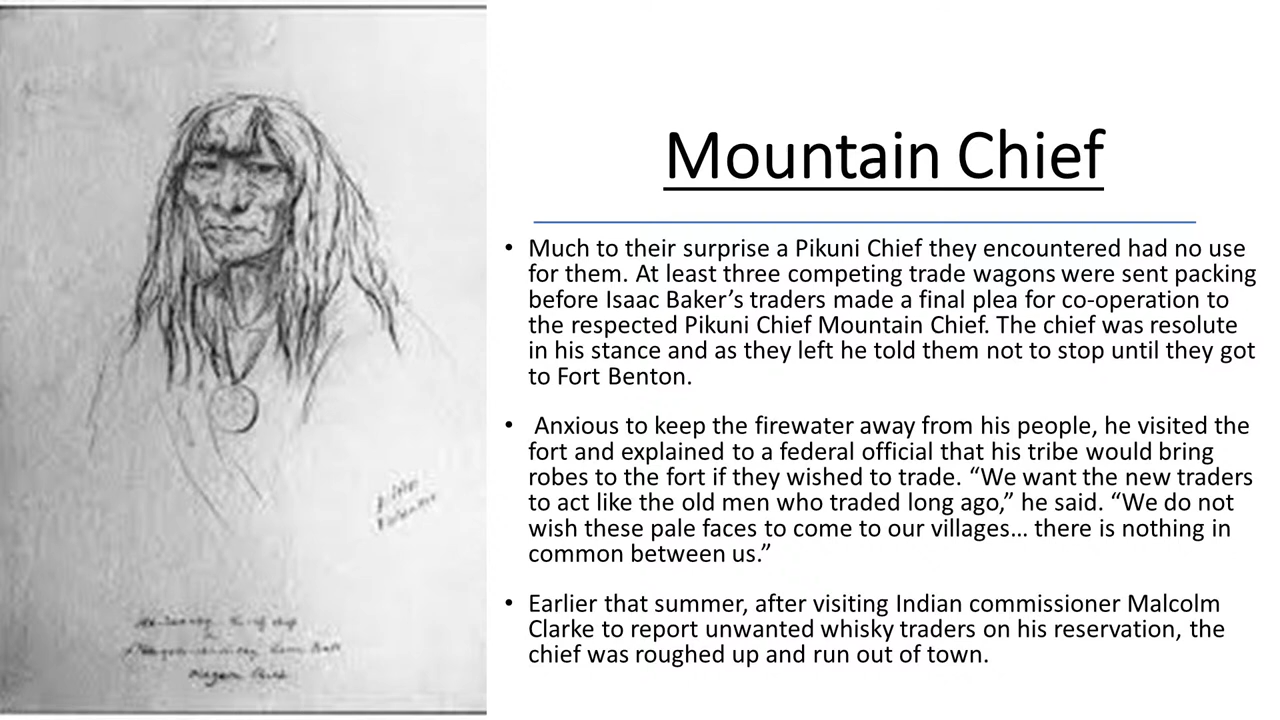 Mountain Chief
• Much to their surprise a Pikuni Chief they encountered had no use
for them. At least three competing trade wagons were sent packing
before Isaac Baker’s traders made a final plea for co-operation to
the respected Pikuni Chief Mountain Chief. The chief was resolute
in his stance and as they left he told them not to stop until they got
to Fort Benton.
• Anxious to keep the firewater away from his people, he visited the
fort and explained to a federal official that his tribe would bring
robes to the fort if they wished to trade. “We want the new traders
to act like the old men who traded long ago,” he said. “We do not
wish these pale faces to come to our villages… there is nothing in
common between us.”
• Earlier that summer, after visiting Indian commissioner Malcolm
Clarke to report unwanted whisky traders on his reservation, the
chief was roughed up and run out of town.